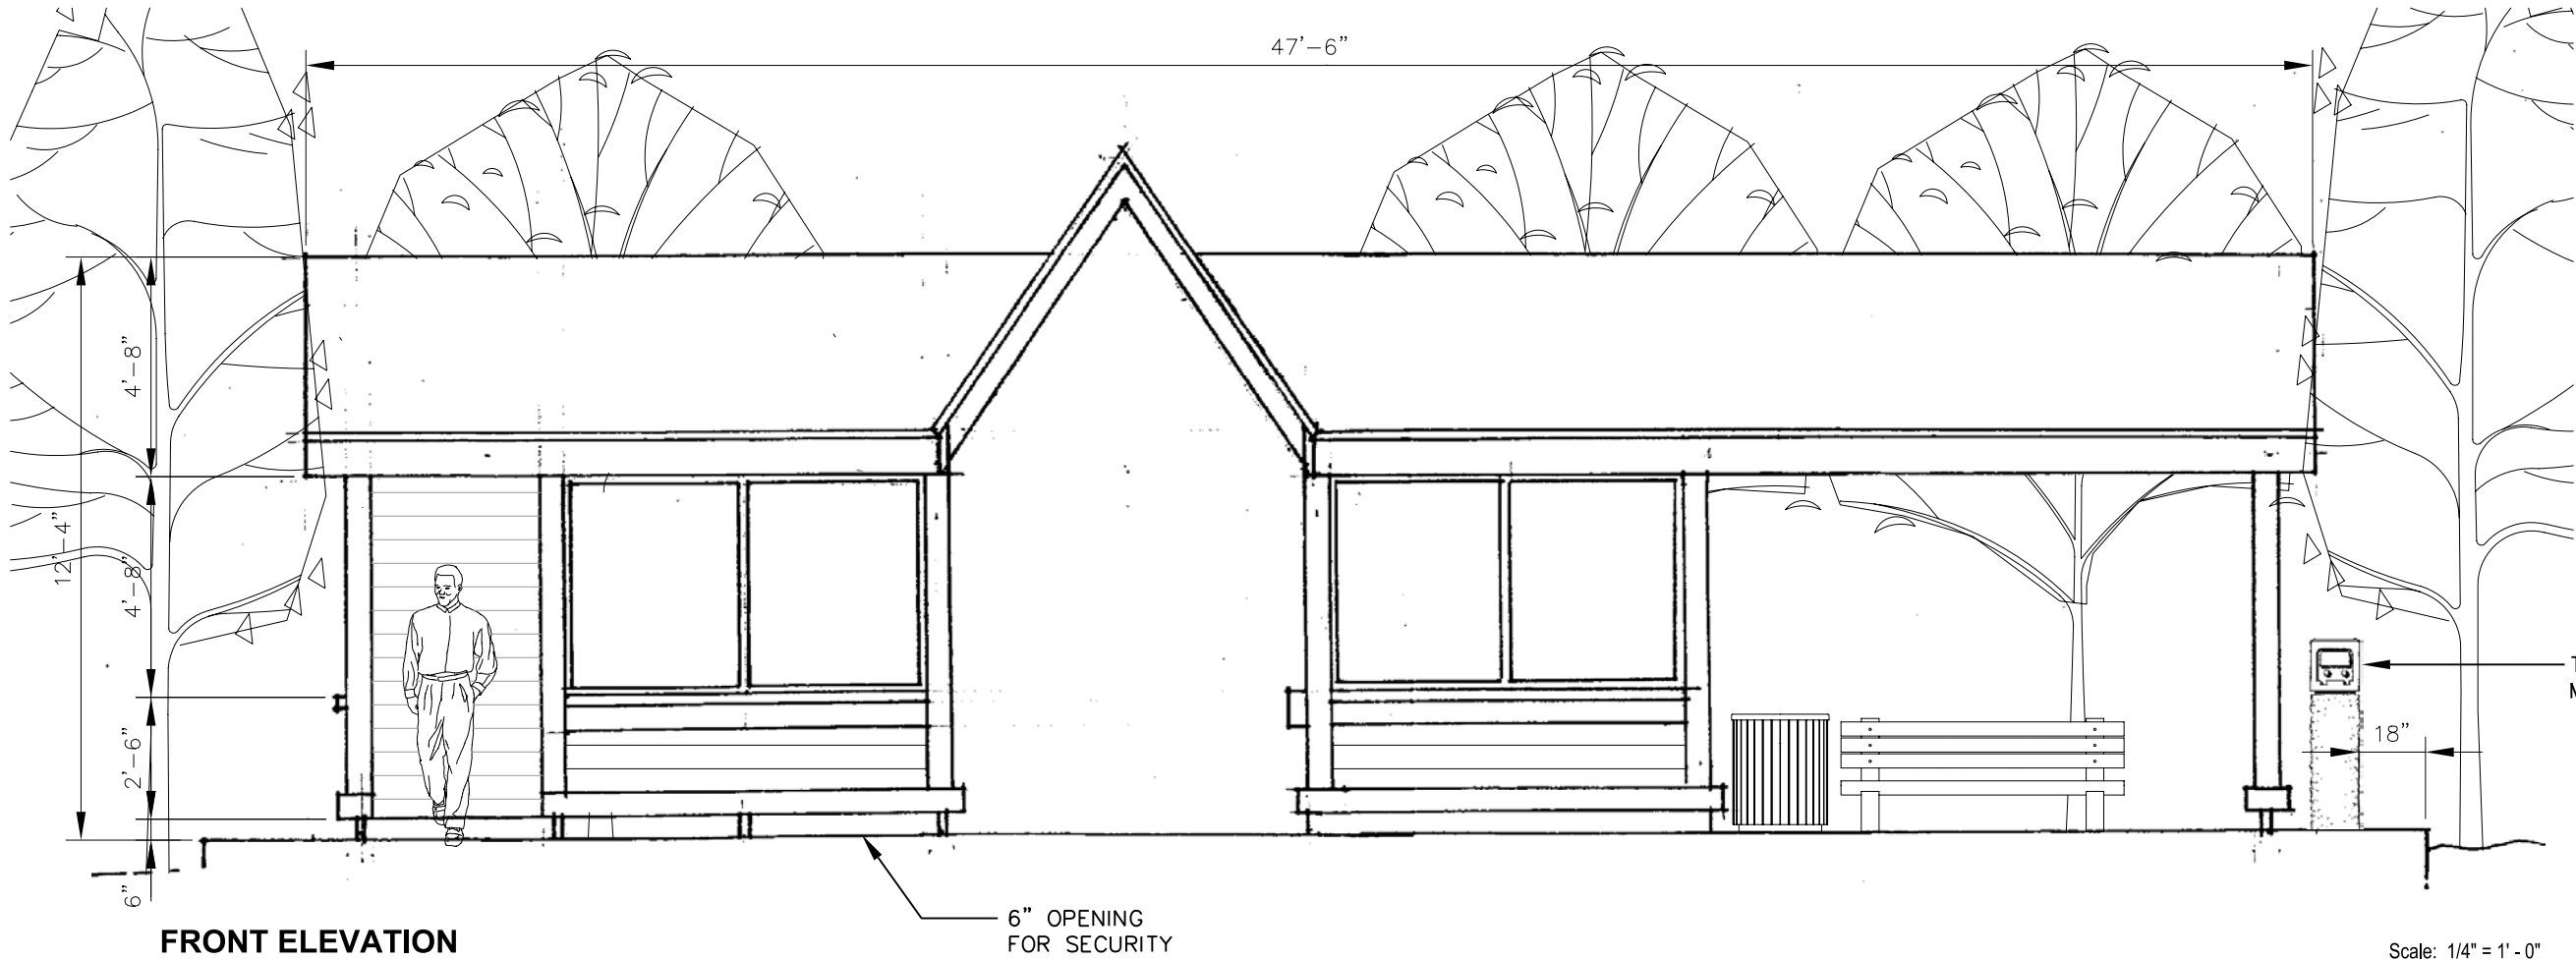 47'-6"
4'-8"
12'-4"
4'-8"
2'-6"
18"
6"
6" OPENING
FOR SECURITY
FRONT ELEVATION
Scale: 1/4" = 1' - 0"